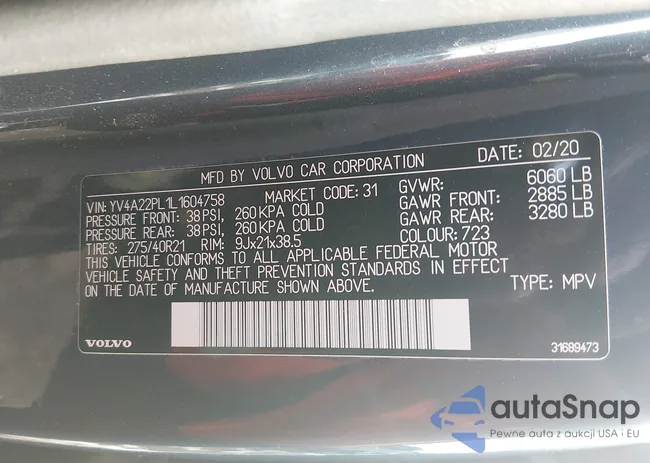 MFD BY VOLVO CAR CORPORATION DATE: 02/20
VIN: YV4A22PL1L1604758 MARKET CODE: 31 GVWR: 6060 LB
PRESSURE FRONT: 38 PSI, 260 KPA COLD GAWR FRONT: 2885 LB
PRESSURE REAR: 38 PSI, 260 KPA COLD GAWR REAR: 3280 LB
TIRES: 275/40R21 RIM: 9Jx21x38.5 COLOUR: 723
THIS VEHICLE CONFORMS TO ALL APPLICABLE FEDERAL MOTOR
VEHICLE SAFETY AND THEFT PREVENTION STANDARDS IN EFFECT
ON THE DATE OF MANUFACTURE SHOWN ABOVE. TYPE: MPV
VOLVO 31689473
autaSnap
Pewne auta z aukcji USA i EU